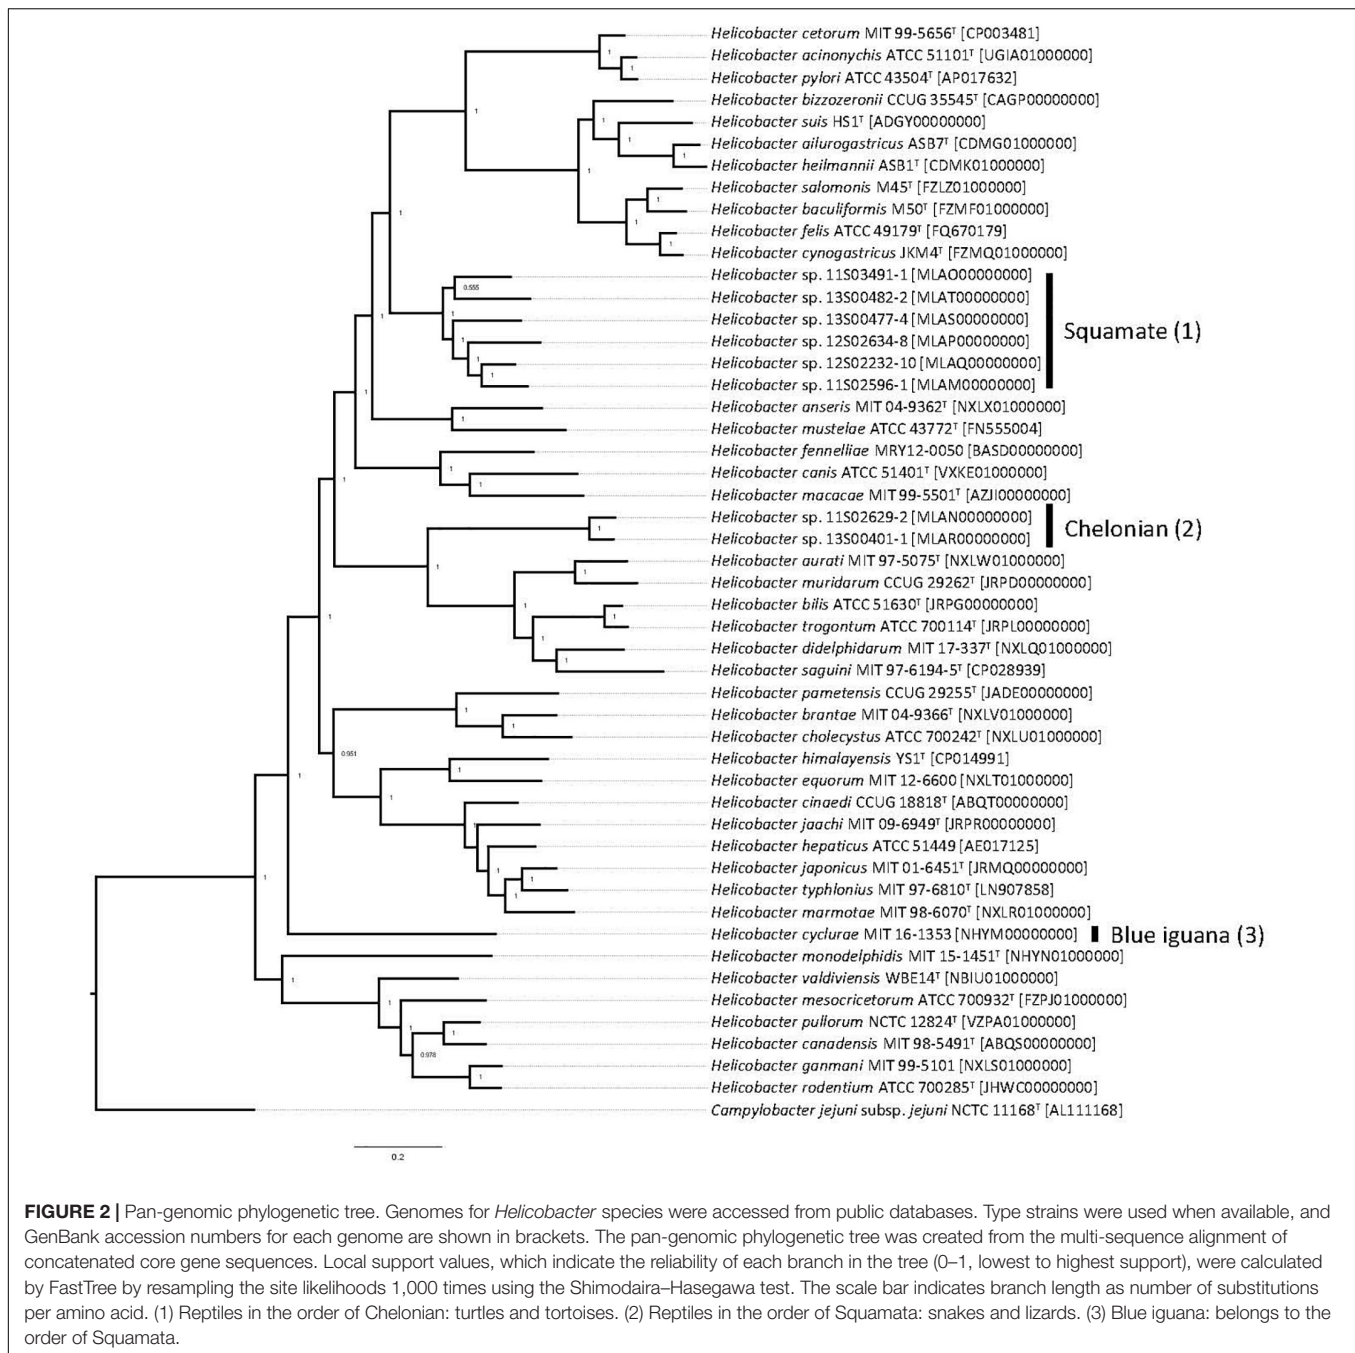 Helicobacter cetorum MIT 99-5656ᵀ [CP003481]
Helicobacter acinonychis ATCC 51101ᵀ [UGIA01000000]
Helicobacter pylori ATCC 43504ᵀ [AP017632]
Helicobacter bizzozeronii CCUG 35545ᵀ [CAGP00000000]
Helicobacter suis HS1ᵀ [ADGY00000000]
Helicobacter ailurogastricus ASB7ᵀ [CDMG01000000]
Helicobacter heilmannii ASB1ᵀ [CDMK01000000]
Helicobacter salomonis M45ᵀ [FZLZ01000000]
Helicobacter baculiformis M50ᵀ [FZMF01000000]
Helicobacter felis ATCC 49179ᵀ [FQ670179]
Helicobacter cynogastricus JKM4ᵀ [FZMQ01000000]
Helicobacter sp. 11S03491-1 [MLAO00000000]
0.555
Helicobacter sp. 13S00482-2 [MLAT00000000]
Helicobacter sp. 13S00477-4 [MLAS00000000]
Squamate (1)
Helicobacter sp. 12S02634-8 [MLAP00000000]
Helicobacter sp. 12S02232-10 [MLAQ00000000]
Helicobacter sp. 11S02596-1 [MLAM00000000]
Helicobacter anseris MIT 04-9362ᵀ [NXLX01000000]
Helicobacter mustelae ATCC 43772ᵀ [FN555004]
Helicobacter fennelliae MRY12-0050 [BASD00000000]
Helicobacter canis ATCC 51401ᵀ [VXKE01000000]
Helicobacter macacae MIT 99-5501ᵀ [AZJI00000000]
Helicobacter sp. 11S02629-2 [MLAN00000000]
Chelonian (2)
Helicobacter sp. 13S00401-1 [MLAR00000000]
Helicobacter aurati MIT 97-5075ᵀ [NXLW01000000]
Helicobacter muridarum CCUG 29262ᵀ [JRPD00000000]
Helicobacter bilis ATCC 51630ᵀ [JRPG00000000]
Helicobacter trogontum ATCC 700114ᵀ [JRPL00000000]
Helicobacter didelphidarum MIT 17-337ᵀ [NXLQ01000000]
Helicobacter saguini MIT 97-6194-5ᵀ [CP028939]
Helicobacter pametensis CCUG 29255ᵀ [JADE00000000]
Helicobacter brantae MIT 04-9366ᵀ [NXLV01000000]
Helicobacter cholecystus ATCC 700242ᵀ [NXLU01000000]
0.951
Helicobacter himalayensis YS1ᵀ [CP014991]
Helicobacter equorum MIT 12-6600 [NXLT01000000]
Helicobacter cinaedi CCUG 18818ᵀ [ABQT00000000]
Helicobacter jaachi MIT 09-6949ᵀ [JRPR00000000]
Helicobacter hepaticus ATCC 51449 [AE017125]
Helicobacter japonicus MIT 01-6451ᵀ [JRMQ00000000]
Helicobacter typhlonius MIT 97-6810ᵀ [LN907858]
Helicobacter marmotae MIT 98-6070ᵀ [NXLR01000000]
Helicobacter cyclurae MIT 16-1353 [NHYM00000000] Blue iguana (3)
Helicobacter monodelphidis MIT 15-1451ᵀ [NHYN01000000]
Helicobacter valdiviensis WBE14ᵀ [NBIU01000000]
Helicobacter mesocricetorum ATCC 700932ᵀ [FZPJ01000000]
Helicobacter pullorum NCTC 12824ᵀ [VZPA01000000]
Helicobacter canadensis MIT 98-5491ᵀ [ABQS00000000]
0.978
Helicobacter ganmani MIT 99-5101 [NXLS01000000]
Helicobacter rodentium ATCC 700285ᵀ [JHWC00000000]
Campylobacter jejuni subsp. jejuni NCTC 11168ᵀ [AL111168]
0.2
FIGURE 2 | Pan-genomic phylogenetic tree. Genomes for Helicobacter species were accessed from public databases. Type strains were used when available, and
GenBank accession numbers for each genome are shown in brackets. The pan-genomic phylogenetic tree was created from the multi-sequence alignment of
concatenated core gene sequences. Local support values, which indicate the reliability of each branch in the tree (0–1, lowest to highest support), were calculated
by FastTree by resampling the site likelihoods 1,000 times using the Shimodaira–Hasegawa test. The scale bar indicates branch length as number of substitutions
per amino acid. (1) Reptiles in the order of Chelonian: turtles and tortoises. (2) Reptiles in the order of Squamata: snakes and lizards. (3) Blue iguana: belongs to the
order of Squamata.